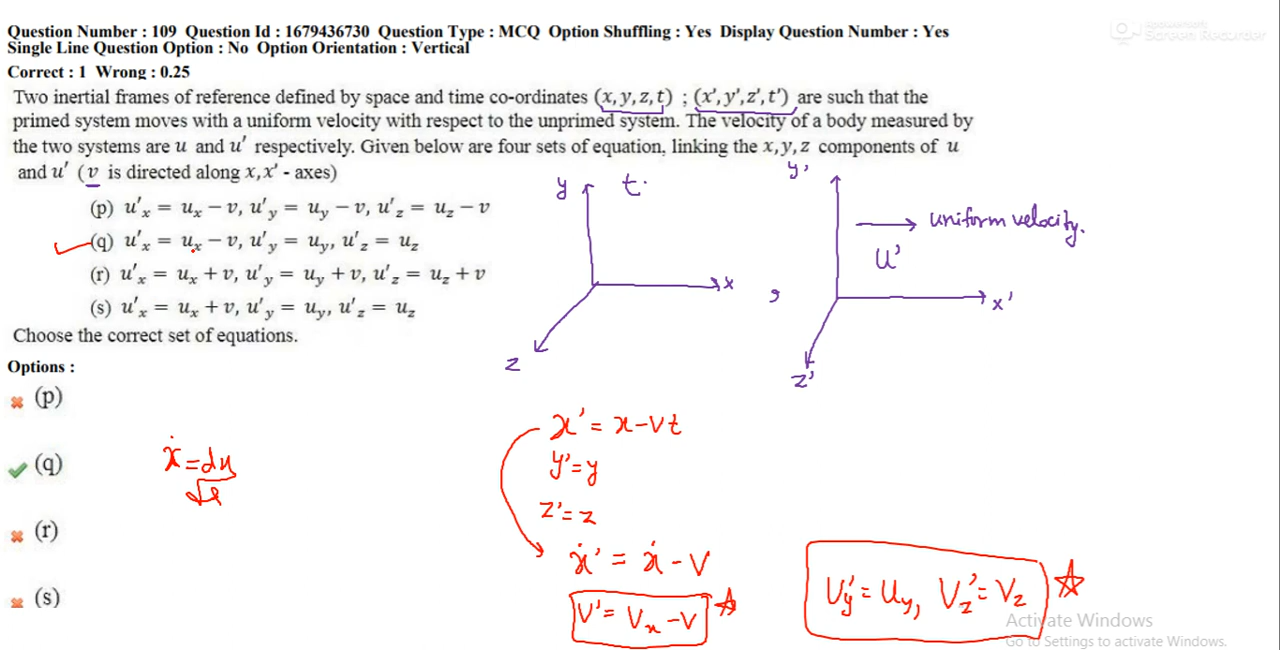 Question Number : 109 Question Id : 1679436730 Question Type : MCQ Option Shuffling : Yes Display Question Number : Yes
Single Line Question Option : No Option Orientation : Vertical
Correct : 1 Wrong : 0.25
Screen Recorder
Two inertial frames of reference defined by space and time co-ordinates (x, y, z, t) ; (x', y', z', t') are such that the
primed system moves with a uniform velocity with respect to the unprimed system. The velocity of a body measured by
the two systems are u and u' respectively. Given below are four sets of equation, linking the x, y, z components of u
and u' (v is directed along x, x' - axes)
(p) u'x = ux − v, u'y = uy − v, u'z = uz − v
(q) u'x = ux − v, u'y = uy, u'z = uz
(r) u'x = ux + v, u'y = uy + v, u'z = uz + v
(s) u'x = ux + v, u'y = uy, u'z = uz
Choose the correct set of equations.
Options :
(p)
(q)
(r)
(s)
y t.
x
z
,
y'
uniform velocity.
U'
x'
z'
x' = x-vt
y'=y
z'=z
ẋ' = ẋ - v
V' = Vx - V
Uy' = Uy, Vz' = Vz
Activate Windows
Go to Settings to activate Windows.